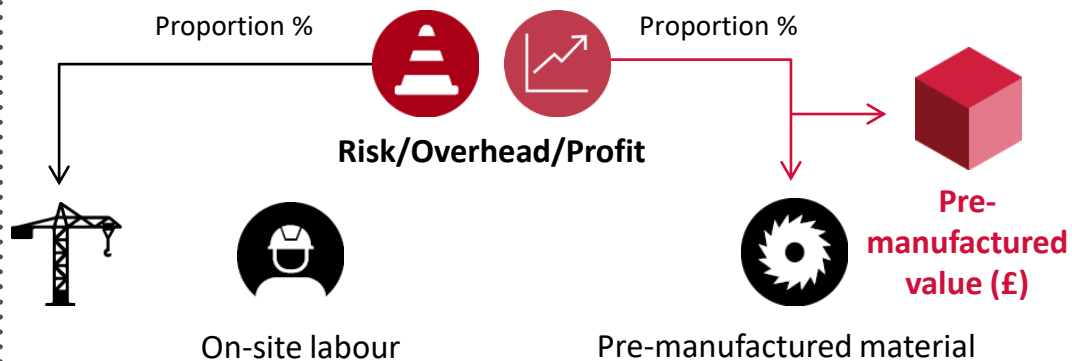 Proportion %
Proportion %
Risk/Overhead/Profit
Pre-
manufactured
value (£)
On-site labour
Pre-manufactured material